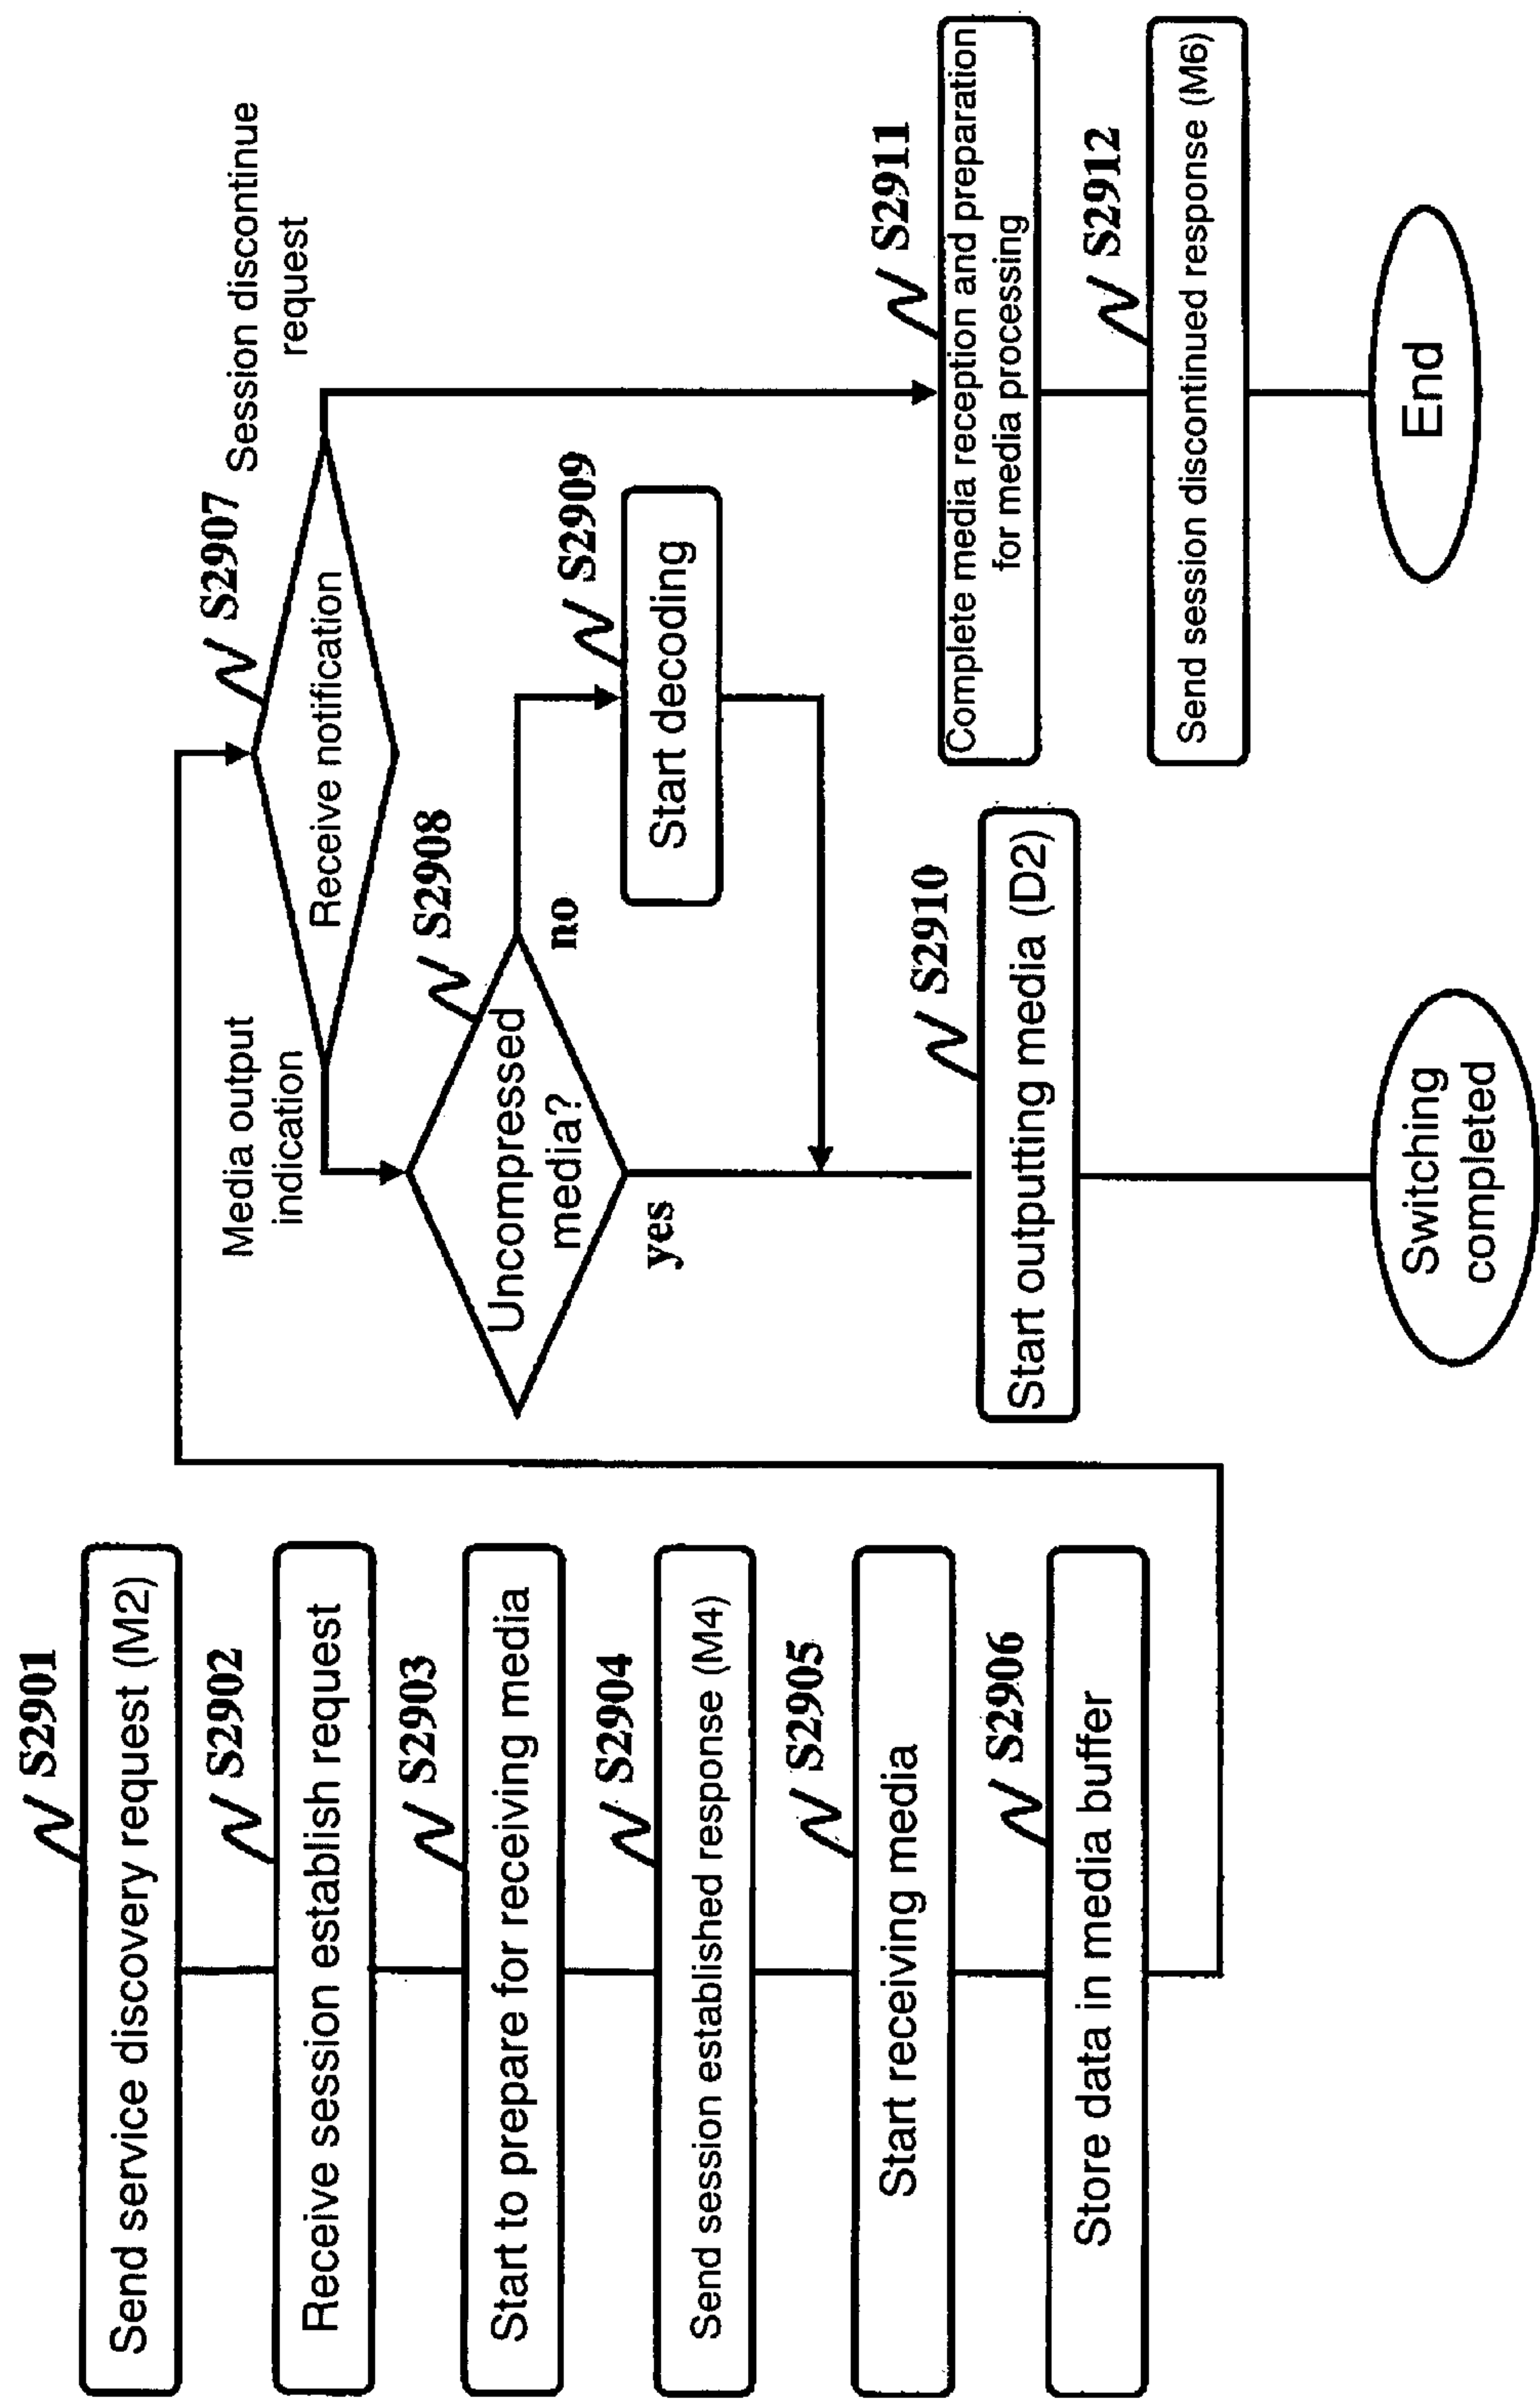 S2901
Send service discovery request (M2)
S2902
Receive session establish request
S2903
Start to prepare for receiving media
S2904
Send session established response (M4)
S2905
Start receiving media
S2906
Store data in media buffer
S2907
Receive notification
Media output
indication
Session discontinue
request
S2908
Uncompressed
media?
no
yes
S2909
Start decoding
S2910
Start outputting media (D2)
Switching
completed
S2911
Complete media reception and preparation
for media processing
S2912
Send session discontinued response (M6)
End